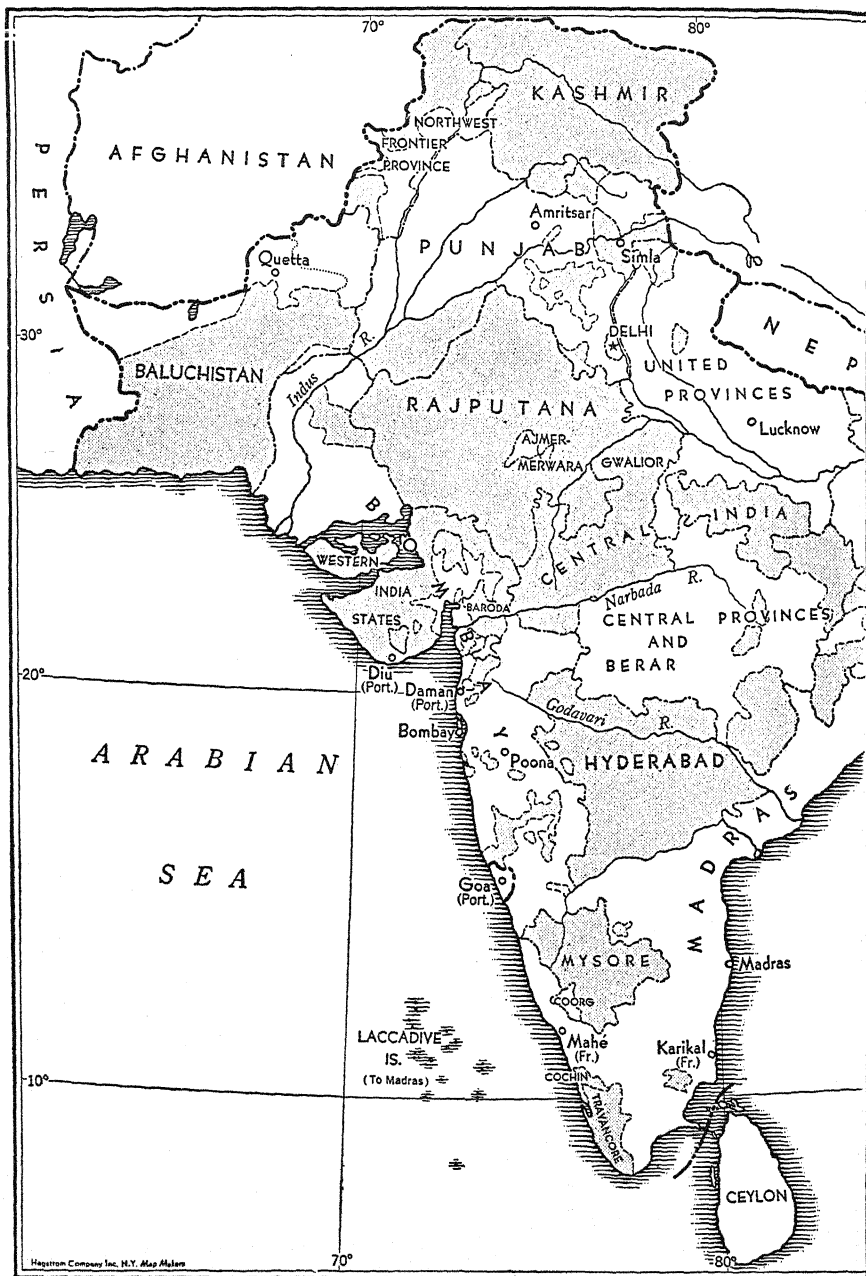 70°
80°
KASHMIR
NORTHWEST
FRONTIER
PROVINCE
AFGHANISTAN
PERSIA
Amritsar
PUNJAB
Simla
Quetta
30°
DELHI
NEP
UNITED
PROVINCES
Lucknow
BALUCHISTAN
Indus R.
RAJPUTANA
AJMER-
MERWARA
GWALIOR
INDIA
CENTRAL
BOMBAY
WESTERN
INDIA
STATES
BARODA
Narbada R.
CENTRAL PROVINCES
AND
BERAR
20°
Diu
(Port.)
Daman
(Port.)
Godavari R.
Bombay
Poona
HYDERABAD
ARABIAN
SEA
MADRAS
Goa
(Port.)
MYSORE
Madras
COORG
LACCADIVE
IS.
(To Madras)
Mahé
(Fr.)
Karikal
(Fr.)
10°
COCHIN
TRAVANCORE
CEYLON
Hagstrom Company Inc. N.Y. Map Makers
70°
80°